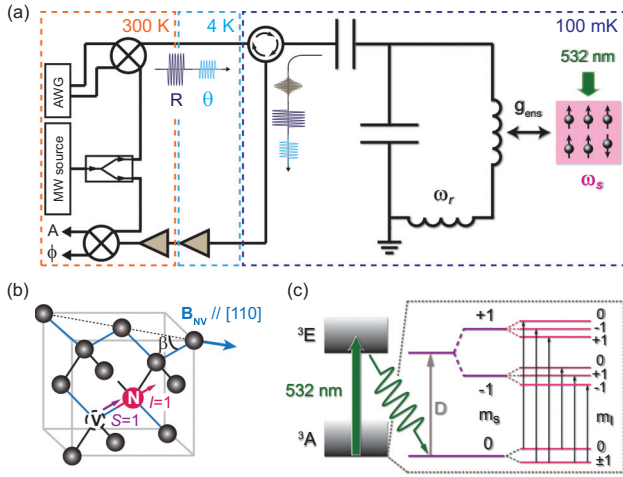 (a)
300 K
4 K
100 mK
AWG
MW source
R
θ
A
ϕ
532 nm
g_ens
ω_r
ω_s
(b)
B_NV // [110]
β
N
I=1
V
S=1
(c)
³E
532 nm
³A
D
+1
-1
m_S
0
0
-1
+1
0
+1
-1
m_I
0
±1